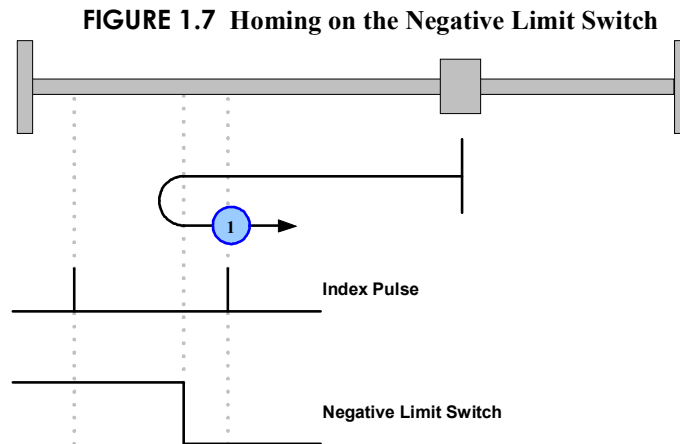 FIGURE 1.7 Homing on the Negative Limit Switch
1
Index Pulse
Negative Limit Switch